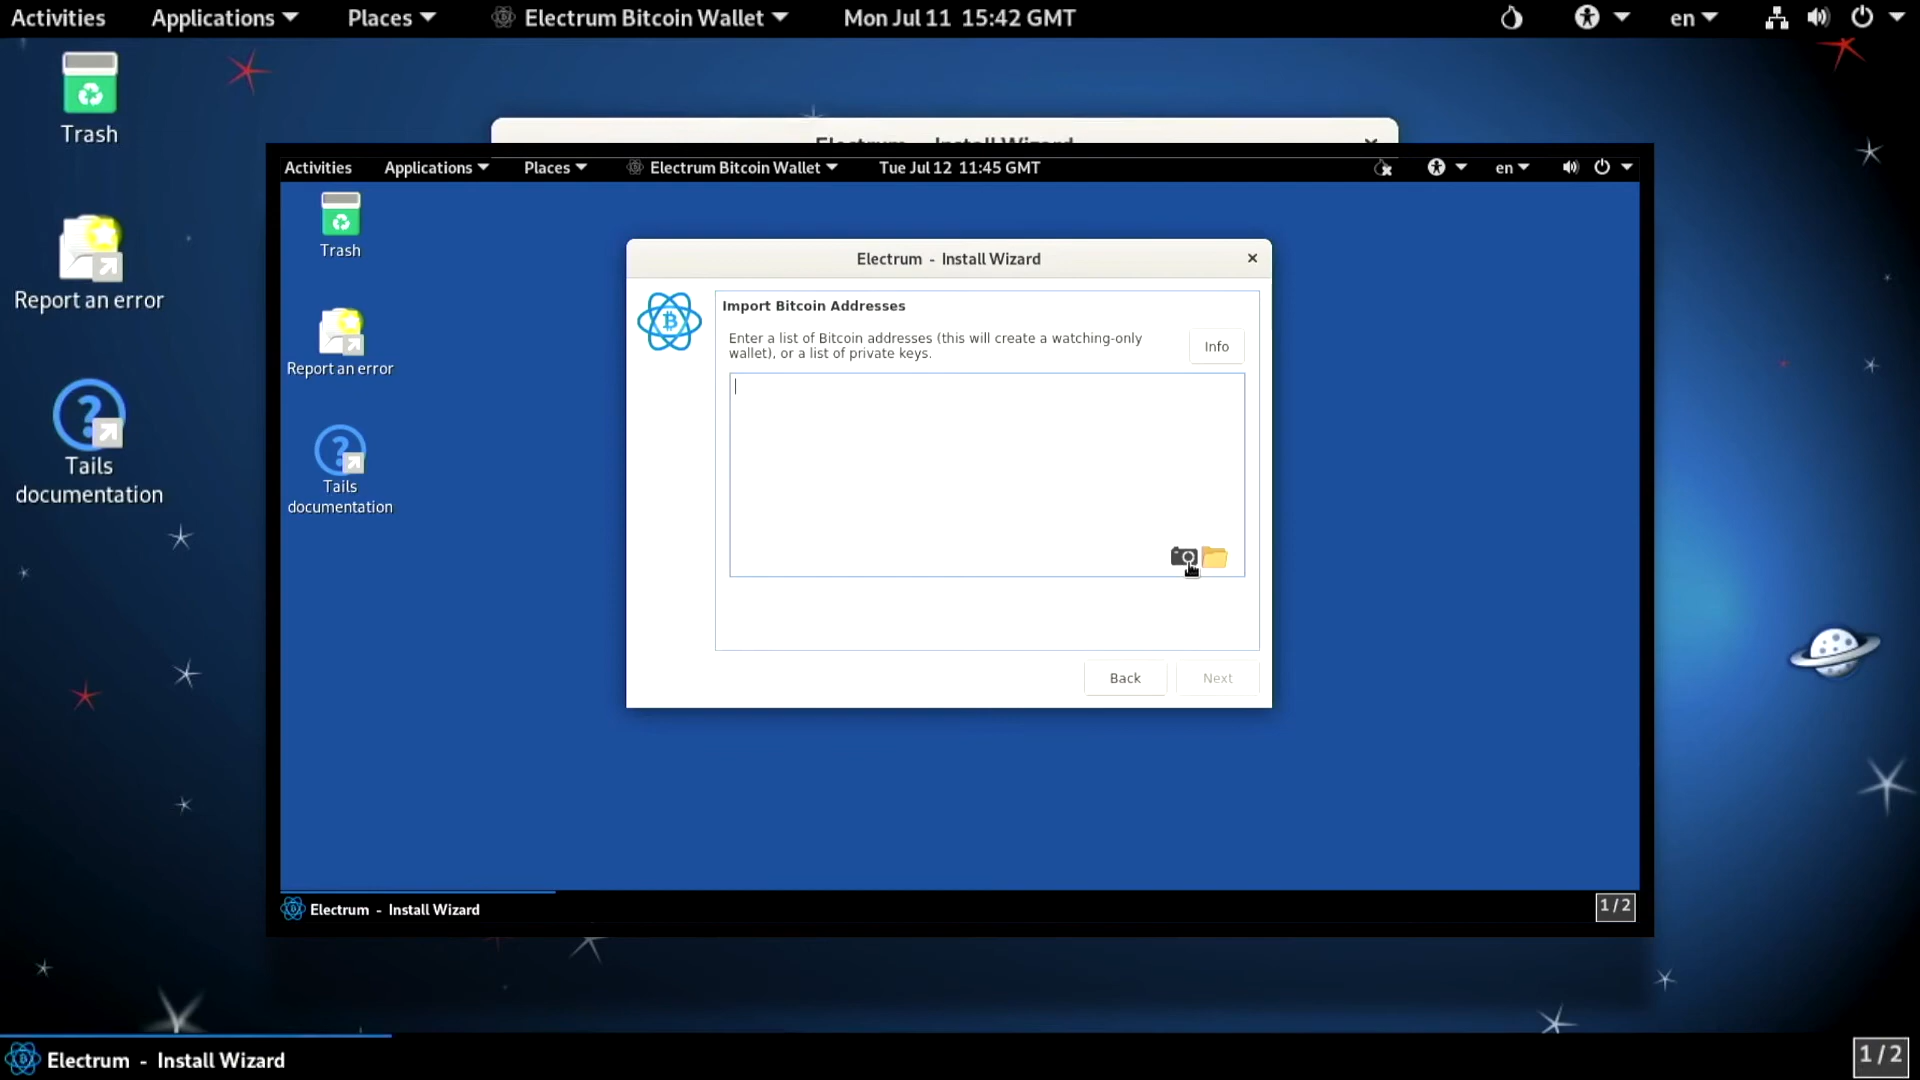 Activities Applications Places Electrum Bitcoin Wallet Mon Jul 11 15:42 GMT en
Trash
Report an error
Tails
documentation
Electrum - Install Wizard
Activities Applications Places Electrum Bitcoin Wallet Tue Jul 12 11:45 GMT en
Trash
Report an error
Tails
documentation
Electrum - Install Wizard
Import Bitcoin Addresses
Enter a list of Bitcoin addresses (this will create a watching-only
wallet), or a list of private keys.
Info
Back Next
Electrum - Install Wizard 1 / 2
Electrum - Install Wizard 1 / 2